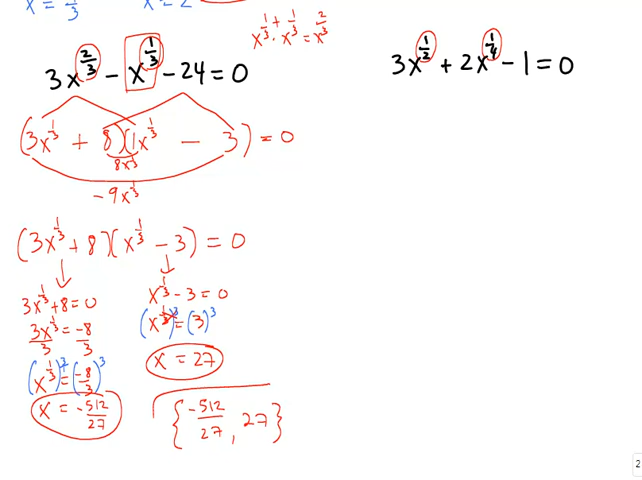 x^{1/3 + 1/3}
x^{1/3} · x^{1/3} = x^{2/3}
3x^{2/3} - x^{1/3} - 24 = 0
(3x^{1/3} + 8)(1x^{1/3} - 3) = 0
8x^{1/3}
-9x^{1/3}
(3x^{1/3} + 8)(x^{1/3} - 3) = 0
3x^{1/3} + 8 = 0
3x^{1/3}/3 = -8/3
(x^{1/3})^3 = (-8/3)^3
x = -512/27
x^{1/3} - 3 = 0
(x^{1/3})^3 = (3)^3
x = 27
{-512/27, 27}
3x^{1/2} + 2x^{1/4} - 1 = 0
2